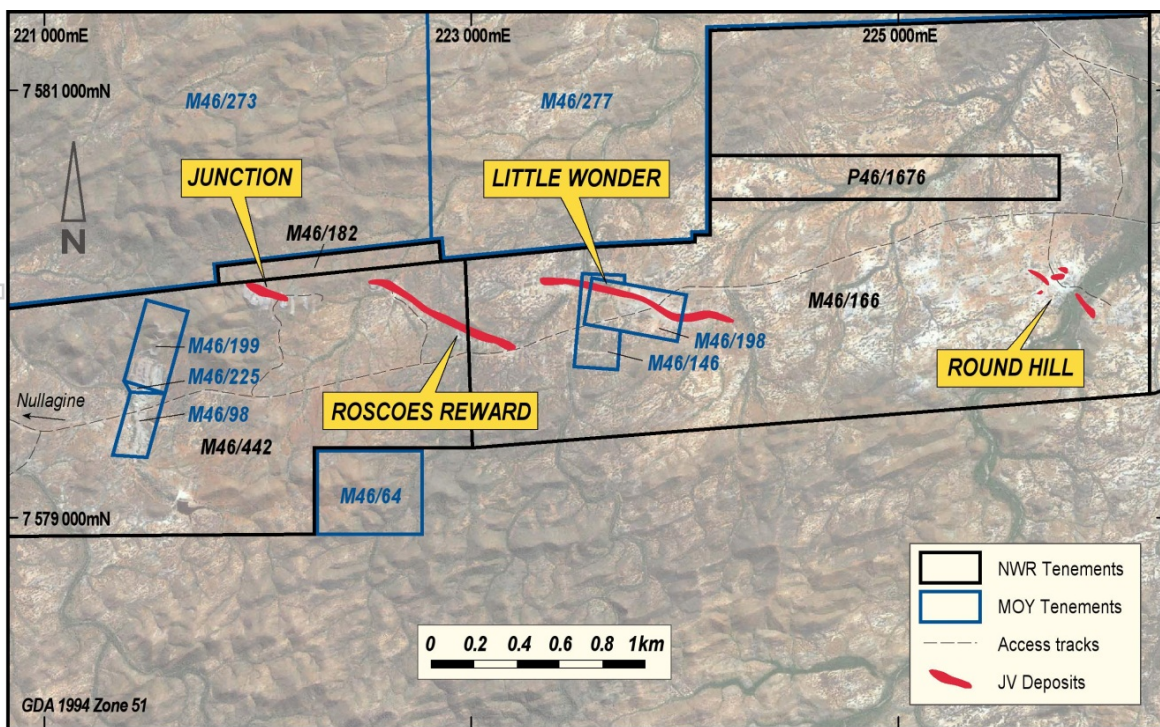 221 000mE
223 000mE
225 000mE
7 581 000mN
M46/273
M46/277
JUNCTION
LITTLE WONDER
P46/1676
N
M46/182
M46/166
M46/199
M46/198
M46/146
M46/225
ROUND HILL
Nullagine
M46/98
ROSCOES REWARD
M46/442
M46/64
7 579 000mN
NWR Tenements
MOY Tenements
0 0.2 0.4 0.6 0.8 1km
Access tracks
JV Deposits
GDA 1994 Zone 51